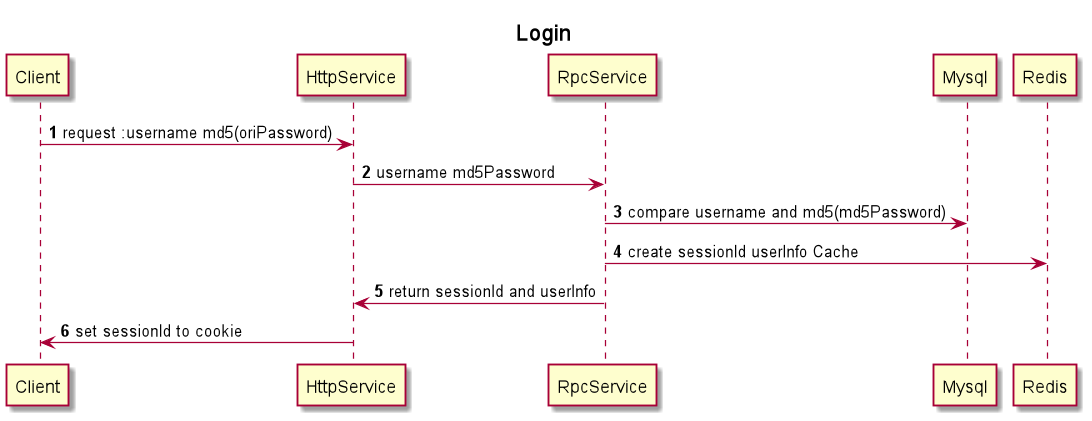 Login
Client HttpService RpcService Mysql Redis
1 request :username md5(oriPassword)
2 username md5Password
3 compare username and md5(md5Password)
4 create sessionId userInfo Cache
5 return sessionId and userInfo
6 set sessionId to cookie
Client HttpService RpcService Mysql Redis